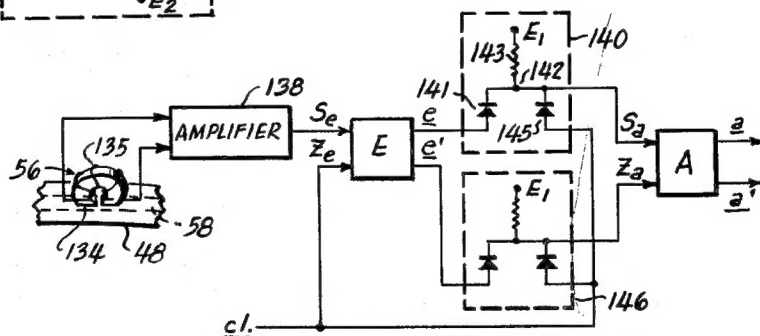 E₂
E₁
140
143
142
138
141
Sₑ
e
AMPLIFIER
E
145
Sₐ
a
Zₑ
e'
A
135
56
E₁
Zₐ
a'
58
134
48
146
cl.